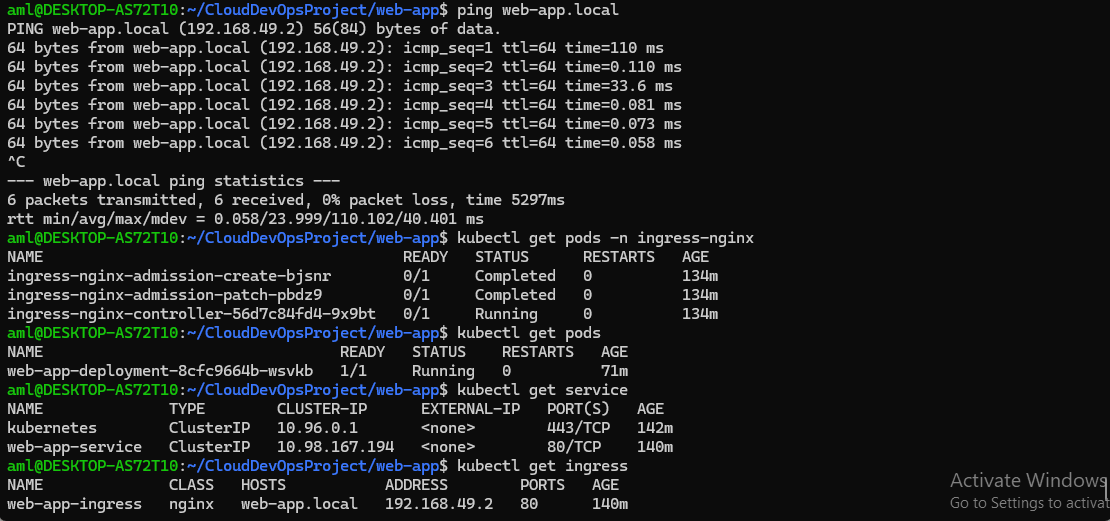 aml@DESKTOP-AS72T10:~/CloudDevOpsProject/web-app$ ping web-app.local
PING web-app.local (192.168.49.2) 56(84) bytes of data.
64 bytes from web-app.local (192.168.49.2): icmp_seq=1 ttl=64 time=110 ms
64 bytes from web-app.local (192.168.49.2): icmp_seq=2 ttl=64 time=0.110 ms
64 bytes from web-app.local (192.168.49.2): icmp_seq=3 ttl=64 time=33.6 ms
64 bytes from web-app.local (192.168.49.2): icmp_seq=4 ttl=64 time=0.081 ms
64 bytes from web-app.local (192.168.49.2): icmp_seq=5 ttl=64 time=0.073 ms
64 bytes from web-app.local (192.168.49.2): icmp_seq=6 ttl=64 time=0.058 ms
^C
--- web-app.local ping statistics ---
6 packets transmitted, 6 received, 0% packet loss, time 5297ms
rtt min/avg/max/mdev = 0.058/23.999/110.102/40.401 ms
aml@DESKTOP-AS72T10:~/CloudDevOpsProject/web-app$ kubectl get pods -n ingress-nginx
NAME                                        READY   STATUS      RESTARTS   AGE
ingress-nginx-admission-create-bjsnr        0/1     Completed   0          134m
ingress-nginx-admission-patch-pbdz9         0/1     Completed   0          134m
ingress-nginx-controller-56d7c84fd4-9x9bt   0/1     Running     0          134m
aml@DESKTOP-AS72T10:~/CloudDevOpsProject/web-app$ kubectl get pods
NAME                                 READY   STATUS    RESTARTS   AGE
web-app-deployment-8cfc9664b-wsvkb   1/1     Running   0          71m
aml@DESKTOP-AS72T10:~/CloudDevOpsProject/web-app$ kubectl get service
NAME              TYPE        CLUSTER-IP      EXTERNAL-IP   PORT(S)   AGE
kubernetes        ClusterIP   10.96.0.1       <none>        443/TCP   142m
web-app-service   ClusterIP   10.98.167.194   <none>        80/TCP    140m
aml@DESKTOP-AS72T10:~/CloudDevOpsProject/web-app$ kubectl get ingress
NAME              CLASS   HOSTS           ADDRESS        PORTS   AGE
web-app-ingress   nginx   web-app.local   192.168.49.2   80      140m
Activate Windows
Go to Settings to activat